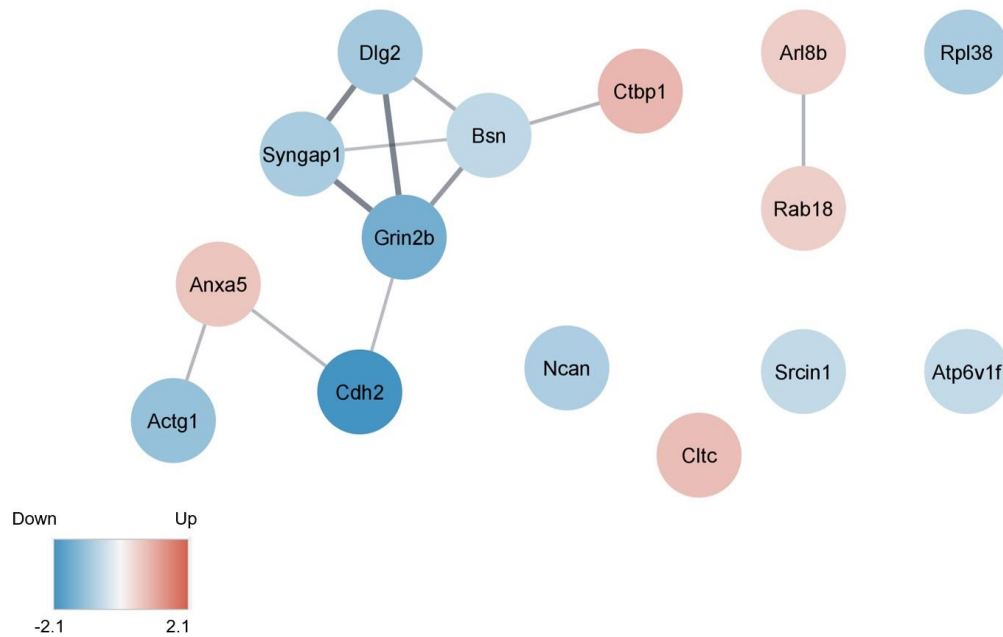 Dlg2
Arl8b
Rpl38
Ctbp1
Bsn
Syngap1
Rab18
Grin2b
Anxa5
Ncan
Srcin1
Atp6v1f
Cdh2
Actg1
Cltc
Down
Up
-2.1
2.1